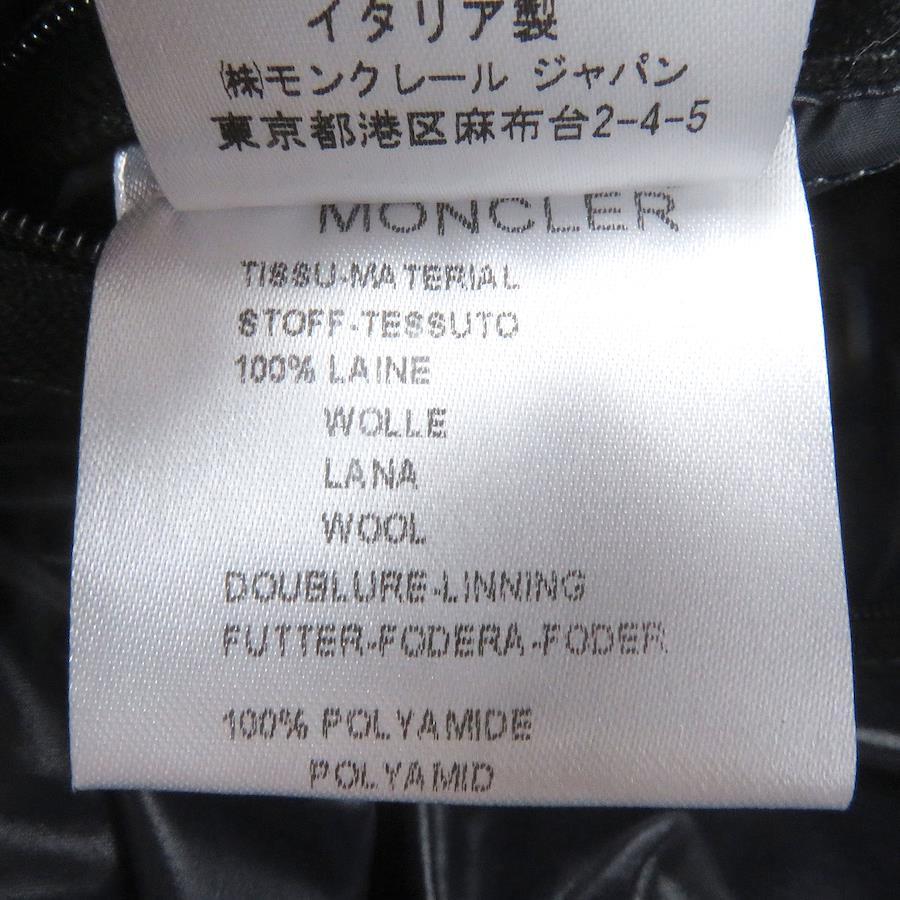 イタリア製
㈱モンクレール ジャパン
東京都港区麻布台2-4-5
MONCLER
TISSU-MATERIAL
STOFF-TESSUTO
100% LAINE
WOLLE
LANA
WOOL
DOUBLURE-LINNING
FUTTER-FODERA-FODER
100% POLYAMIDE
POLYAMID